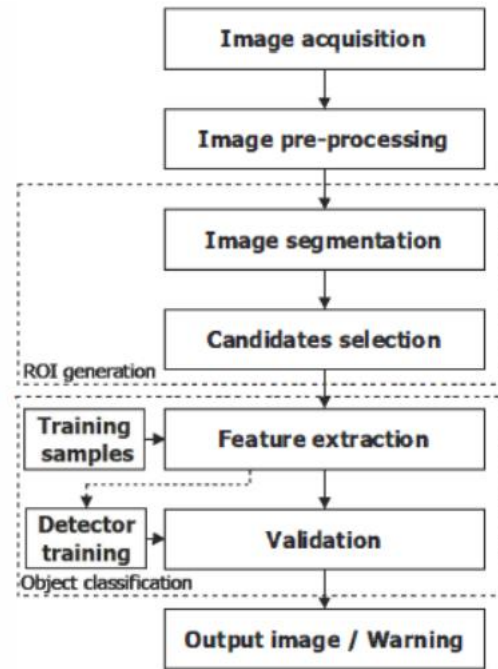 Image acquisition
Image pre-processing
Image segmentation
Candidates selection
ROI generation
Training
samples
Feature extraction
Detector
training
Validation
Object classification
Output image / Warning